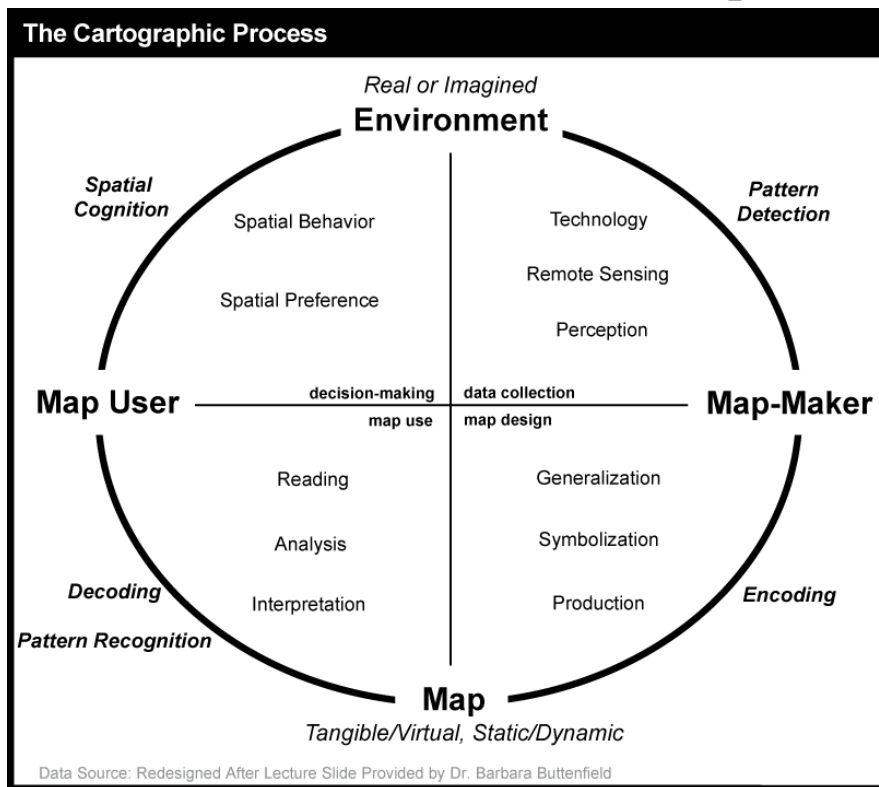 The Cartographic Process
Real or Imagined
Environment
Spatial
Cognition
Pattern
Detection
Spatial Behavior
Technology
Remote Sensing
Spatial Preference
Perception
decision-making
data collection
Map User
Map-Maker
map use
map design
Reading
Generalization
Analysis
Symbolization
Decoding
Interpretation
Production
Encoding
Pattern Recognition
Map
Tangible/Virtual, Static/Dynamic
Data Source: Redesigned After Lecture Slide Provided by Dr. Barbara Buttenfield